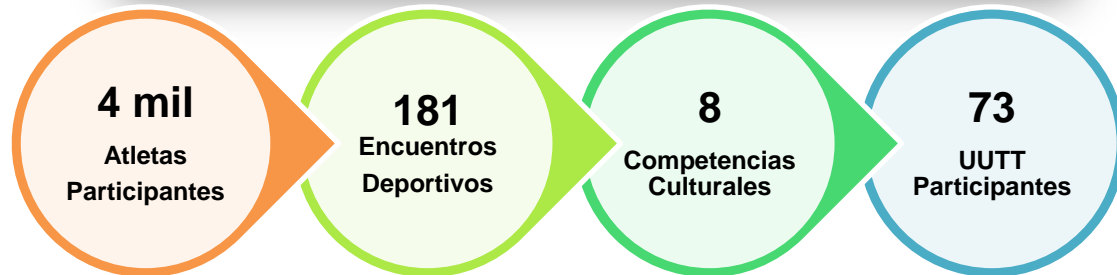 4 mil
Atletas
Participantes
181
Encuentros
Deportivos
8
Competencias
Culturales
73
UUTT
Participantes